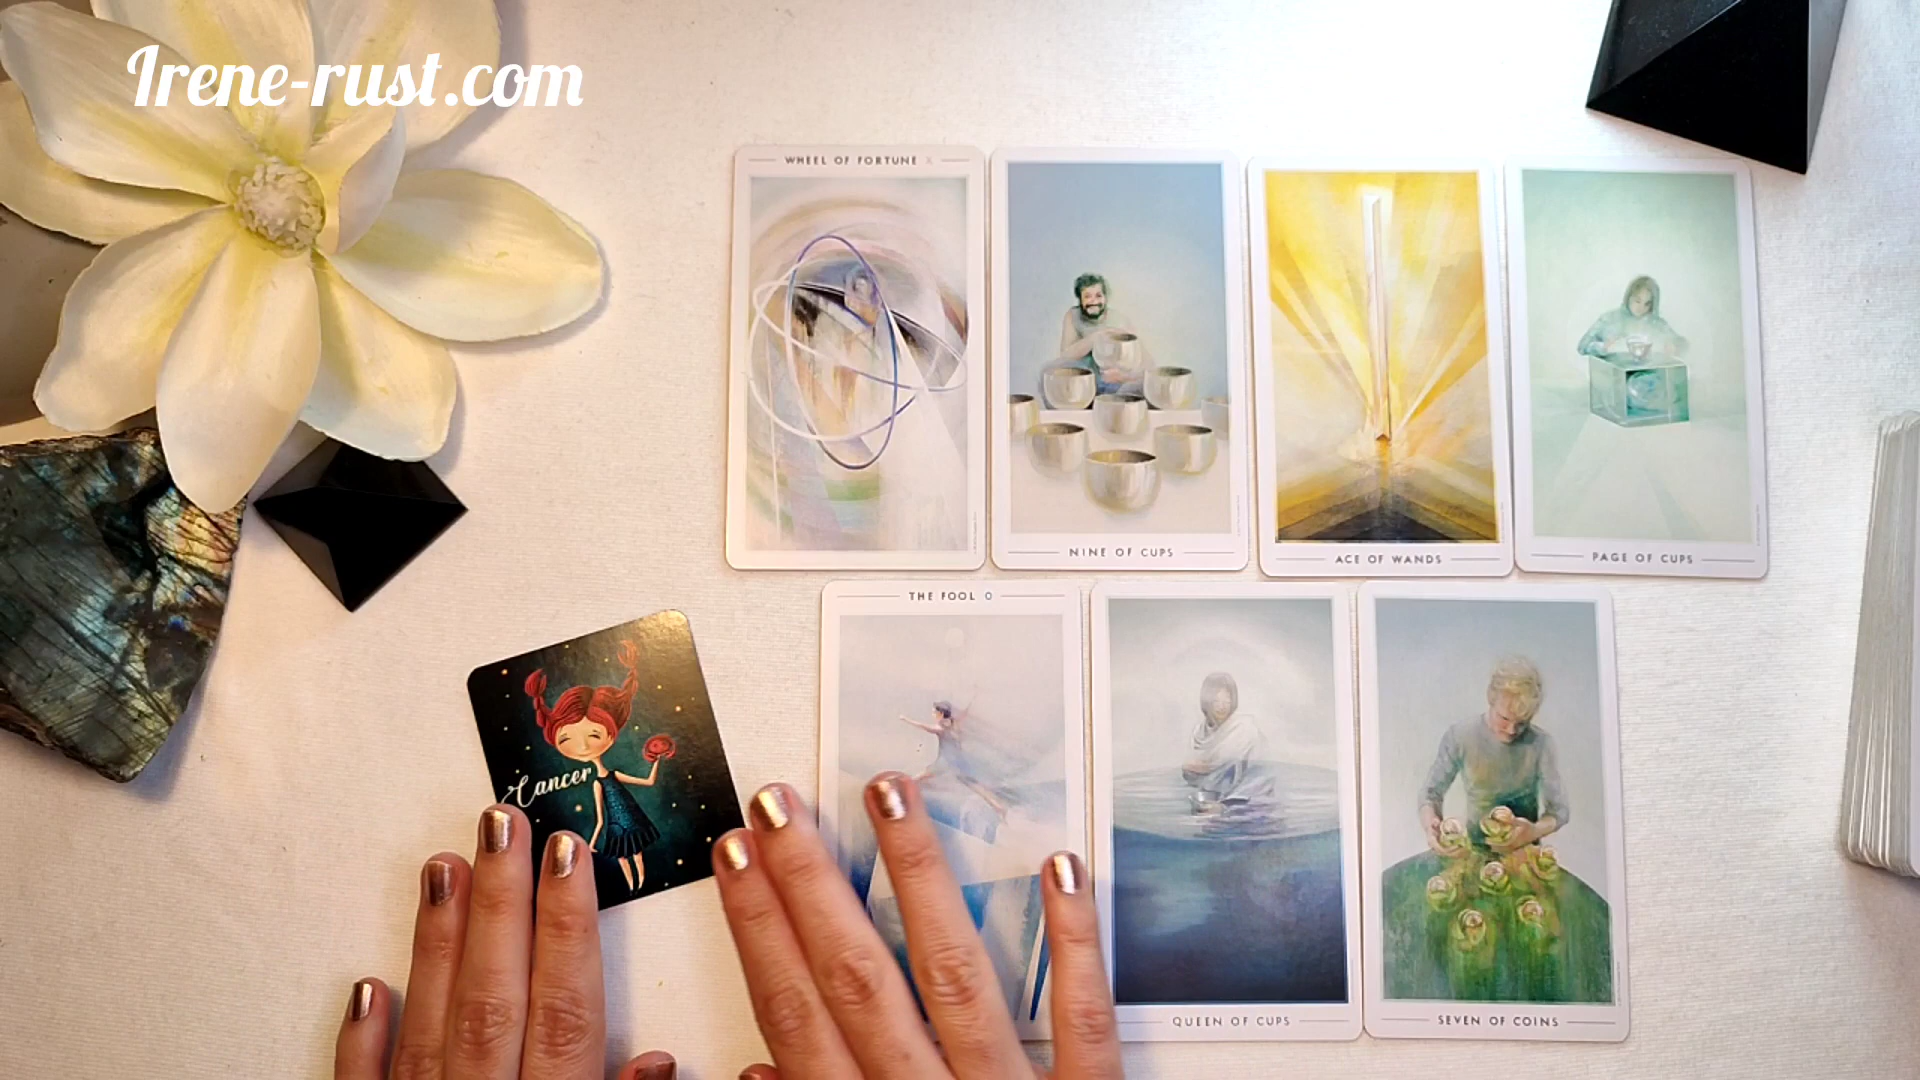 Irene-rust.com
WHEEL OF FORTUNE X
NINE OF CUPS
ACE OF WANDS
PAGE OF CUPS
THE FOOL 0
QUEEN OF CUPS
SEVEN OF COINS
Cancer